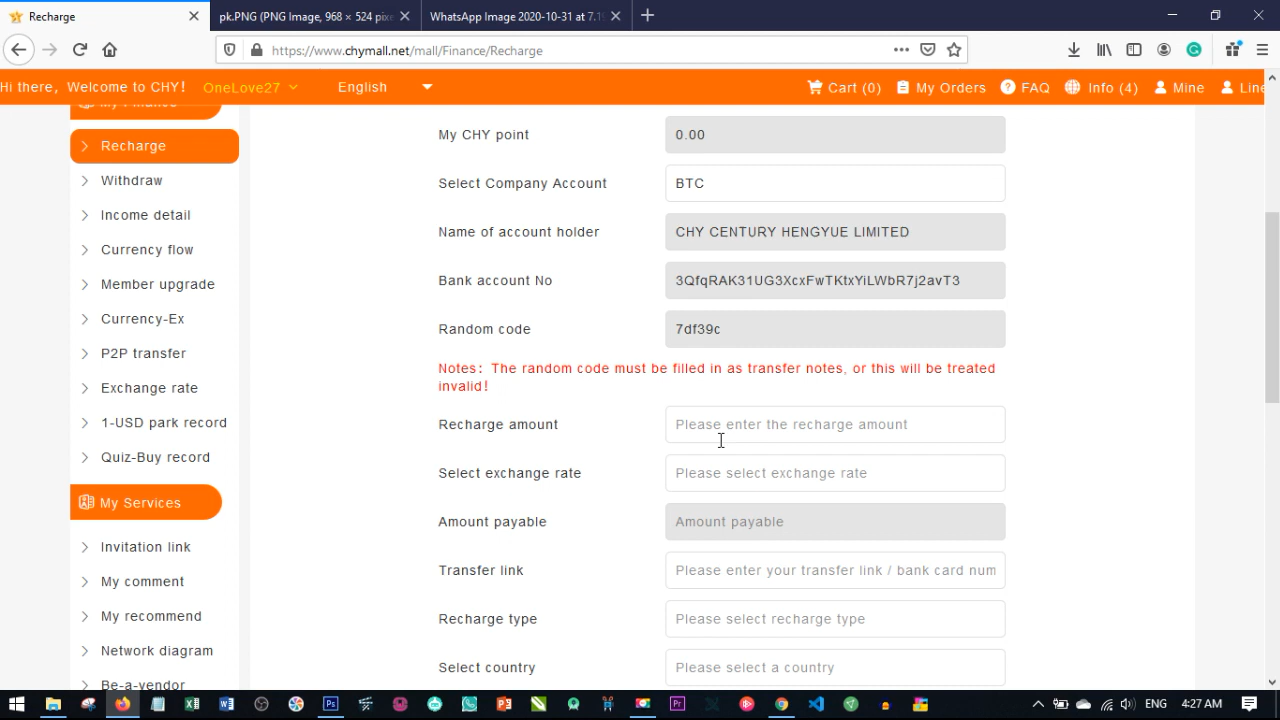 Recharge
pk.PNG (PNG Image, 968 × 524 pixe
WhatsApp Image 2020-10-31 at 7.1
https://www.chymall.net/mall/Finance/Recharge
Hi there, Welcome to CHY!
OneLove27
English
Cart (0)
My Orders
FAQ
Info (4)
Mine
Line
My Finance
Recharge
Withdraw
Income detail
Currency flow
Member upgrade
Currency-Ex
P2P transfer
Exchange rate
1-USD park record
Quiz-Buy record
My Services
Invitation link
My comment
My recommend
Network diagram
Be-a-vendor
My CHY point 0.00
Select Company Account BTC
Name of account holder CHY CENTURY HENGYUE LIMITED
Bank account No 3QfqRAK31UG3XcxFwTKtxYiLWbR7j2avT3
Random code 7df39c
Notes: The random code must be filled in as transfer notes, or this will be treated
invalid!
Recharge amount Please enter the recharge amount
Select exchange rate Please select exchange rate
Amount payable Amount payable
Transfer link Please enter your transfer link / bank card num
Recharge type Please select recharge type
Select country Please select a country
ENG
4:27 AM